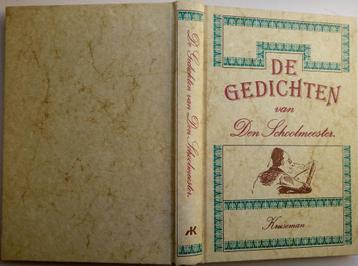 De Gedichten van Den Schoolmeester.
K
DE
GEDICHTEN
van
Den Schoolmeester.
Kruseman